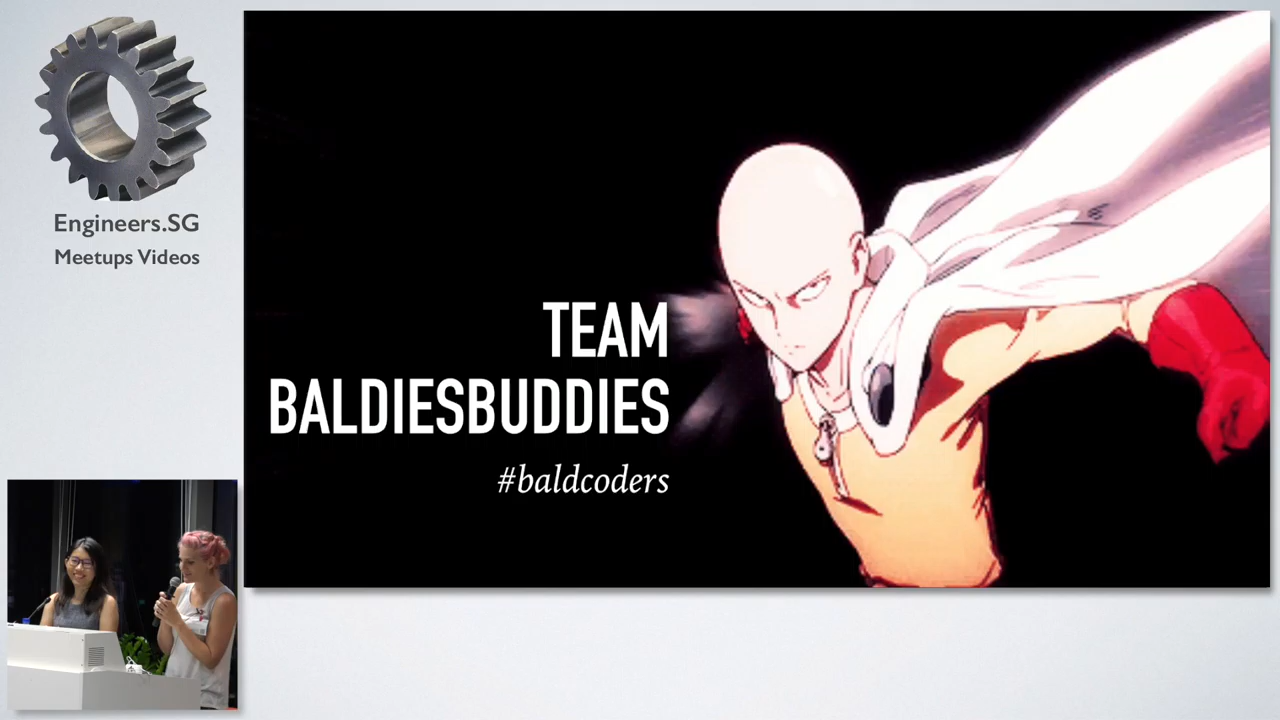 Engineers.SG
Meetups Videos
TEAM
BALDIESBUDDIES
#baldcoders